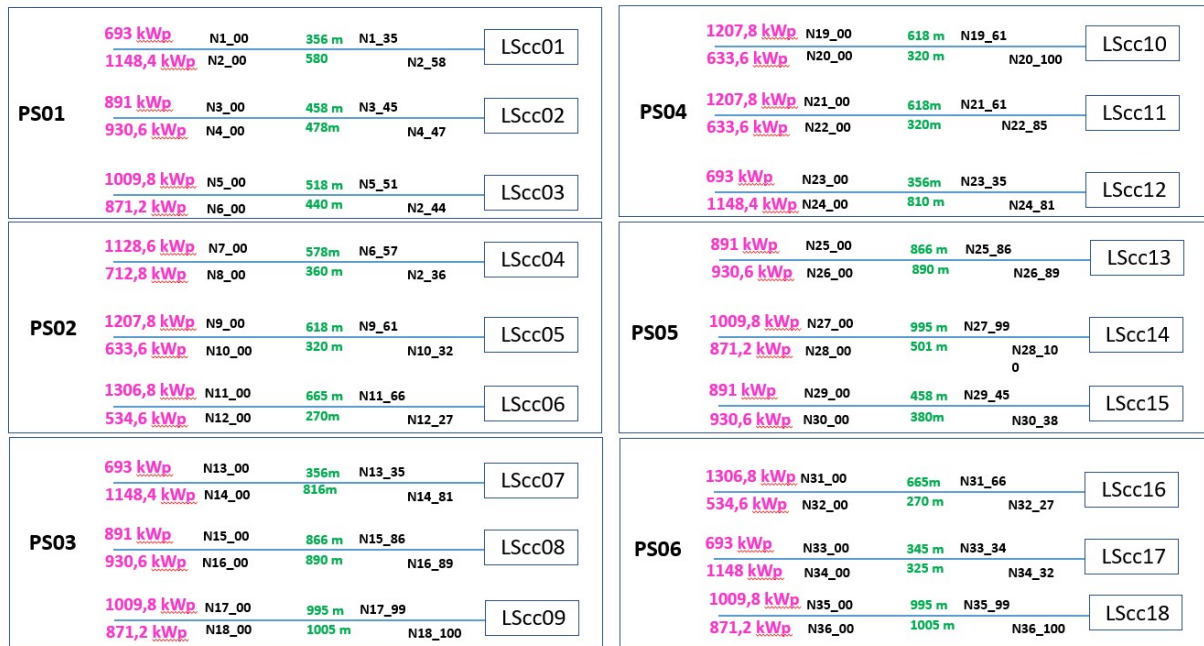 PS01
693 kWp N1_00 356 m N1_35
1148,4 kWp N2_00 580 N2_58
LScc01
891 kWp N3_00 458 m N3_45
930,6 kWp N4_00 478m N4_47
LScc02
1009,8 kWp N5_00 518 m N5_51
871,2 kWp N6_00 440 m N2_44
LScc03
PS02
1128,6 kWp N7_00 578m N6_57
712,8 kWp N8_00 360 m N2_36
LScc04
1207,8 kWp N9_00 618 m N9_61
633,6 kWp N10_00 320 m N10_32
LScc05
1306,8 kWp N11_00 665 m N11_66
534,6 kWp N12_00 270m N12_27
LScc06
PS03
693 kWp N13_00 356m N13_35
1148,4 kWp N14_00 816m N14_81
LScc07
891 kWp N15_00 866 m N15_86
930,6 kWp N16_00 890 m N16_89
LScc08
1009,8 kWp N17_00 995 m N17_99
871,2 kWp N18_00 1005 m N18_100
LScc09
PS04
1207,8 kWp N19_00 618 m N19_61
633,6 kWp N20_00 320 m N20_100
LScc10
1207,8 kWp N21_00 618m N21_61
633,6 kWp N22_00 320m N22_85
LScc11
693 kWp N23_00 356m N23_35
1148,4 kWp N24_00 810 m N24_81
LScc12
PS05
891 kWp N25_00 866 m N25_86
930,6 kWp N26_00 890 m N26_89
LScc13
1009,8 kWp N27_00 995 m N27_99
871,2 kWp N28_00 501 m N28_10
0
LScc14
891 kWp N29_00 458 m N29_45
930,6 kWp N30_00 380m N30_38
LScc15
PS06
1306,8 kWp N31_00 665m N31_66
534,6 kWp N32_00 270 m N32_27
LScc16
693 kWp N33_00 345 m N33_34
1148 kWp N34_00 325 m N34_32
LScc17
1009,8 kWp N35_00 995 m N35_99
871,2 kWp N36_00 1005 m N36_100
LScc18